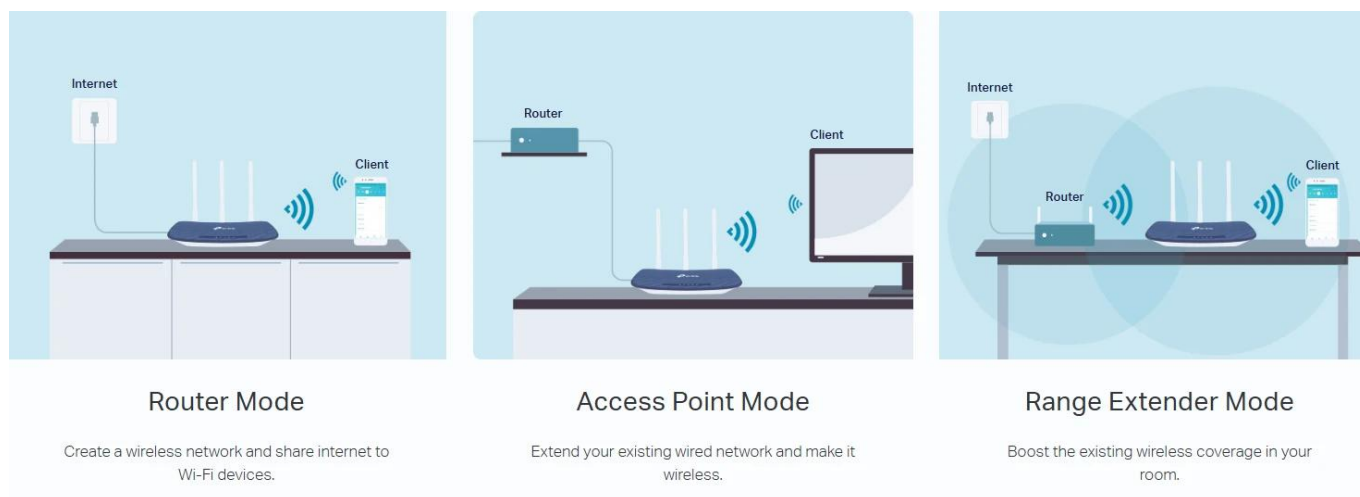 Internet
Client
Router Mode
Create a wireless network and share internet to
Wi-Fi devices.
Router
Client
Access Point Mode
Extend your existing wired network and make it
wireless.
Internet
Router
Client
Range Extender Mode
Boost the existing wireless coverage in your
room.